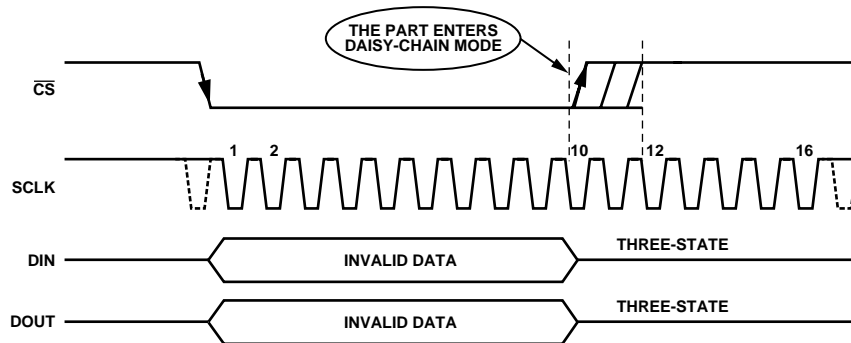 THE PART ENTERS
DAISY-CHAIN MODE
CS
1 2 10 12 16
SCLK
THREE-STATE
DIN
INVALID DATA
THREE-STATE
DOUT
INVALID DATA